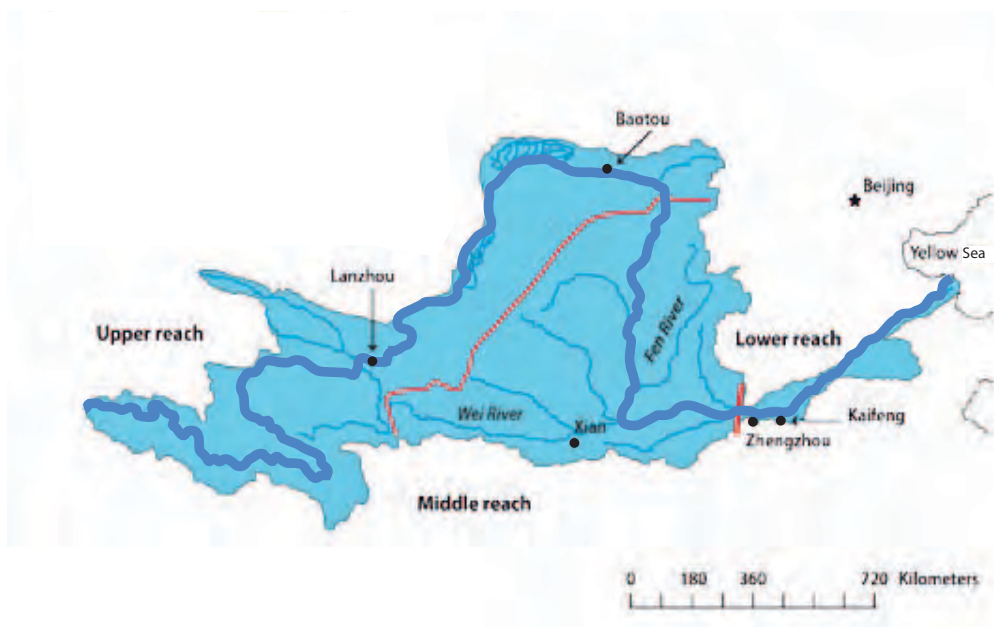 Baotou
Beijing
Yellow Sea
Lanzhou
Upper reach
Fen River
Lower reach
Wei River
Xian
Kaifeng
Zhengzhou
Middle reach
0 180 360 720 Kilometers